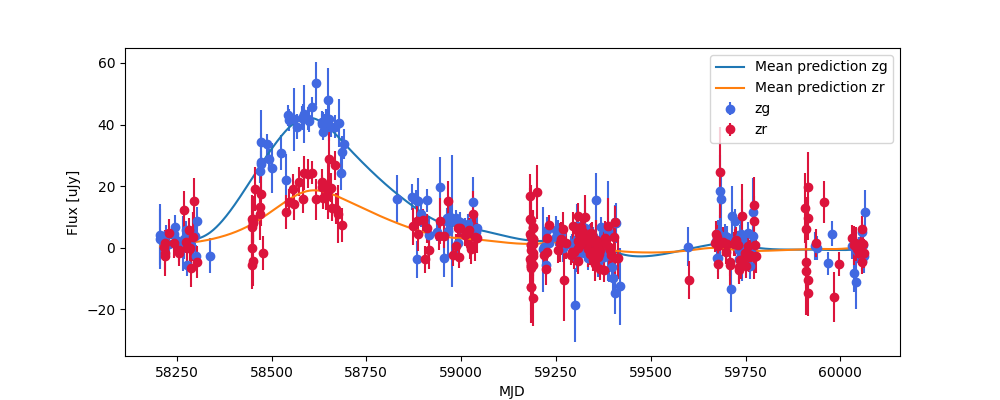 Mean prediction zg
Mean prediction zr
zg
zr
60
40
20
0
−20
Flux [uJy]
58250 58500 58750 59000 59250 59500 59750 60000
MJD